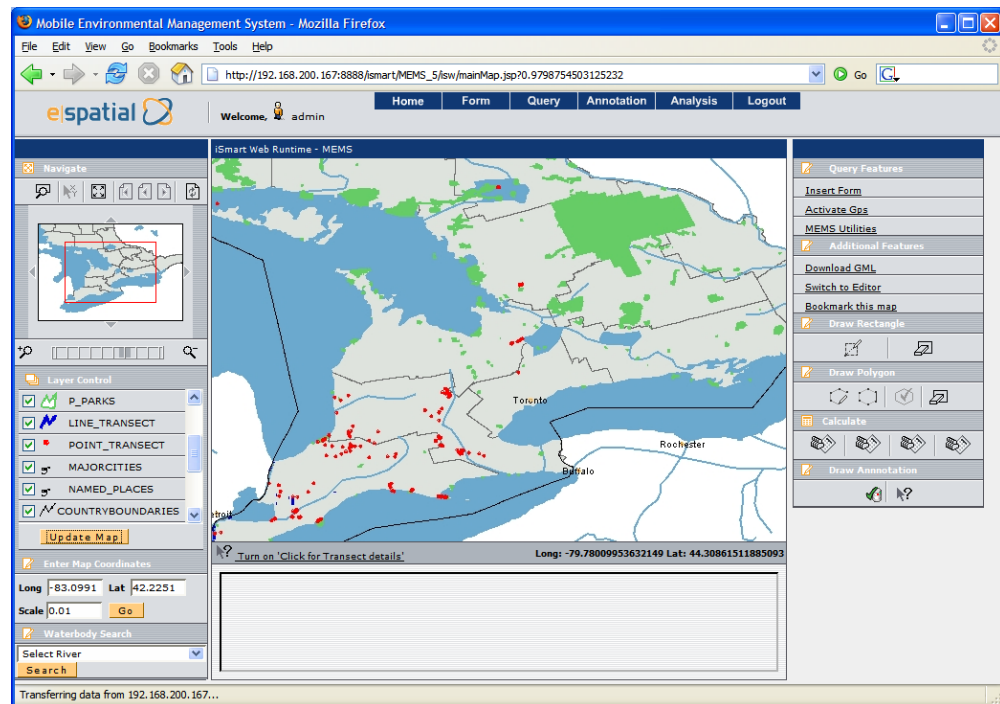 Mobile Environmental Management System - Mozilla Firefox
File Edit View Go Bookmarks Tools Help
http://192.168.200.167:8888/ismart/MEMS_5/isw/mainMap.jsp?0.9798754503125232
Go
G
e|spatial
Welcome, admin
Home Form Query Annotation Analysis Logout
iSmart Web Runtime - MEMS
Navigate
Layer Control
P_PARKS
LINE_TRANSECT
POINT_TRANSECT
MAJORCITIES
NAMED_PLACES
COUNTRYBOUNDARIES
Update Map
Enter Map Coordinates
Long -83.0991 Lat 42.2251
Scale 0.01 Go
Waterbody Search
Select River
Search
Toronto
Rochester
Buffalo
etroit
Turn on 'Click for Transect details'
Long: -79.78009953632149 Lat: 44.30861511885093
Query Features
Insert Form
Activate Gps
MEMS Utilities
Additional Features
Download GML
Switch to Editor
Bookmark this map
Draw Rectangle
Draw Polygon
Calculate
Draw Annnotation
Transferring data from 192.168.200.167...